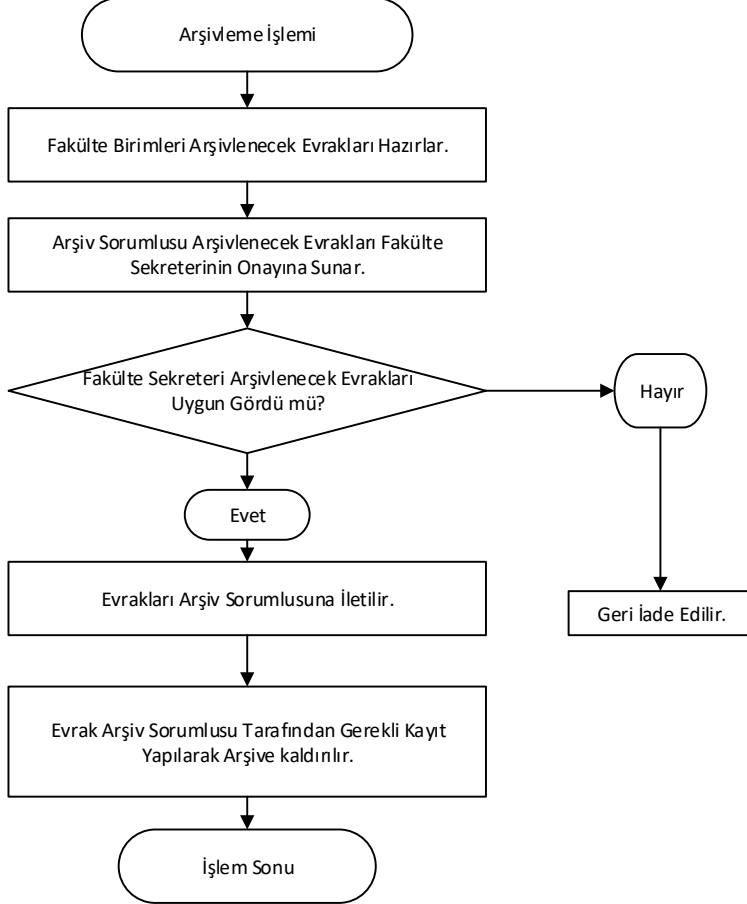 Arşivleme İşlemi
Fakülte Birimleri Arşivlenecek Evrakları Hazırlar.
Arşiv Sorumlusu Arşivlenecek Evrakları Fakülte
Sekreterinin Onayına Sunar.
Fakülte Sekreteri Arşivlenecek Evrakları
Uygun Gördü mü?
Hayır
Evet
Evrakları Arşiv Sorumlusuna İletilir.
Geri İade Edilir.
Evrak Arşiv Sorumlusu Tarafından Gerekli Kayıt
Yapılarak Arşive kaldırılır.
İşlem Sonu